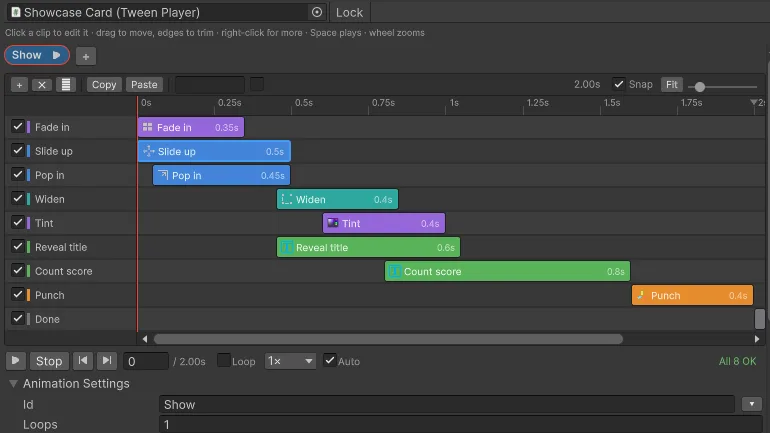 Showcase Card (Tween Player) Lock
Click a clip to edit it · drag to move, edges to trim · right-click for more · Space plays · wheel zooms
Show +
+ Copy Paste 2.00s Snap Fit
0s 0.25s 0.5s 0.75s 1s 1.25s 1.5s 1.75s 2s
Fade in Fade in 0.35s
Slide up Slide up 0.5s
Pop in Pop in 0.45s
Widen Widen 0.4s
Tint Tint 0.4s
Reveal title Reveal title 0.6s
Count score Count score 0.8s
Punch Punch 0.4s
Done
Stop 0 / 2.00s Loop 1x Auto All 8 OK
Animation Settings
Id Show
Loops 1